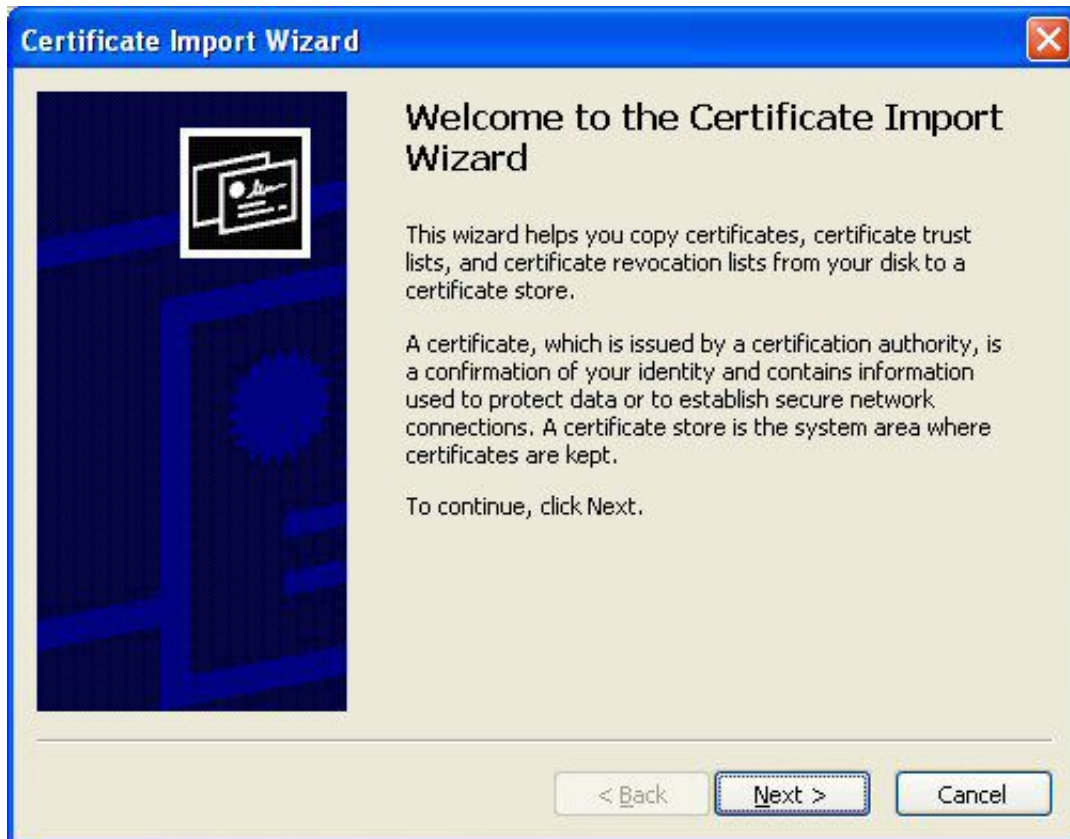 Certificate Import Wizard
Welcome to the Certificate Import
Wizard
This wizard helps you copy certificates, certificate trust
lists, and certificate revocation lists from your disk to a
certificate store.
A certificate, which is issued by a certification authority, is
a confirmation of your identity and contains information
used to protect data or to establish secure network
connections. A certificate store is the system area where
certificates are kept.
To continue, click Next.
< Back
Next >
Cancel